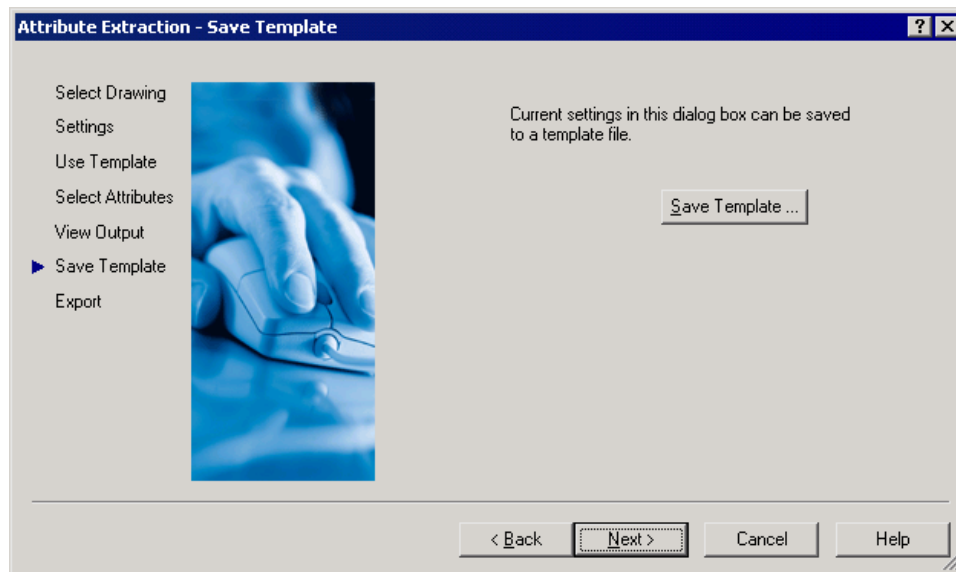 Attribute Extraction - Save Template
Select Drawing
Settings
Use Template
Select Attributes
View Output
Save Template
Export
Current settings in this dialog box can be saved
to a template file.
Save Template ...
< Back
Next >
Cancel
Help